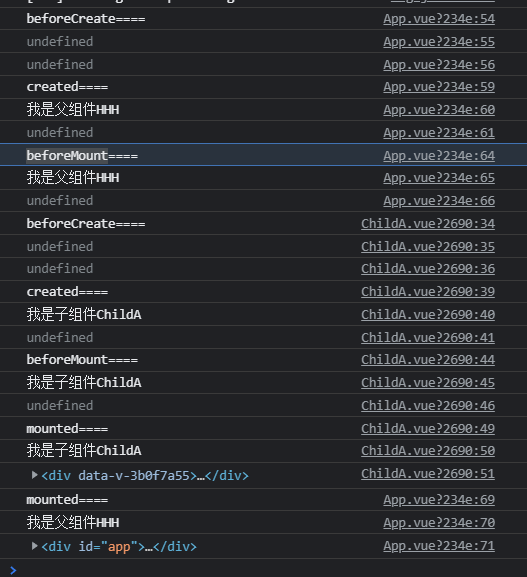 beforeCreate==== App.vue?234e:54
undefined App.vue?234e:55
undefined App.vue?234e:56
created==== App.vue?234e:59
我是父组件HHH App.vue?234e:60
undefined App.vue?234e:61
beforeMount==== App.vue?234e:64
我是父组件HHH App.vue?234e:65
undefined App.vue?234e:66
beforeCreate==== ChildA.vue?2690:34
undefined ChildA.vue?2690:35
undefined ChildA.vue?2690:36
created==== ChildA.vue?2690:39
我是子组件ChildA ChildA.vue?2690:40
undefined ChildA.vue?2690:41
beforeMount==== ChildA.vue?2690:44
我是子组件ChildA ChildA.vue?2690:45
undefined ChildA.vue?2690:46
mounted==== ChildA.vue?2690:49
我是子组件ChildA ChildA.vue?2690:50
<div data-v-3b0f7a55>…</div> ChildA.vue?2690:51
mounted==== App.vue?234e:69
我是父组件HHH App.vue?234e:70
<div id="app">…</div> App.vue?234e:71